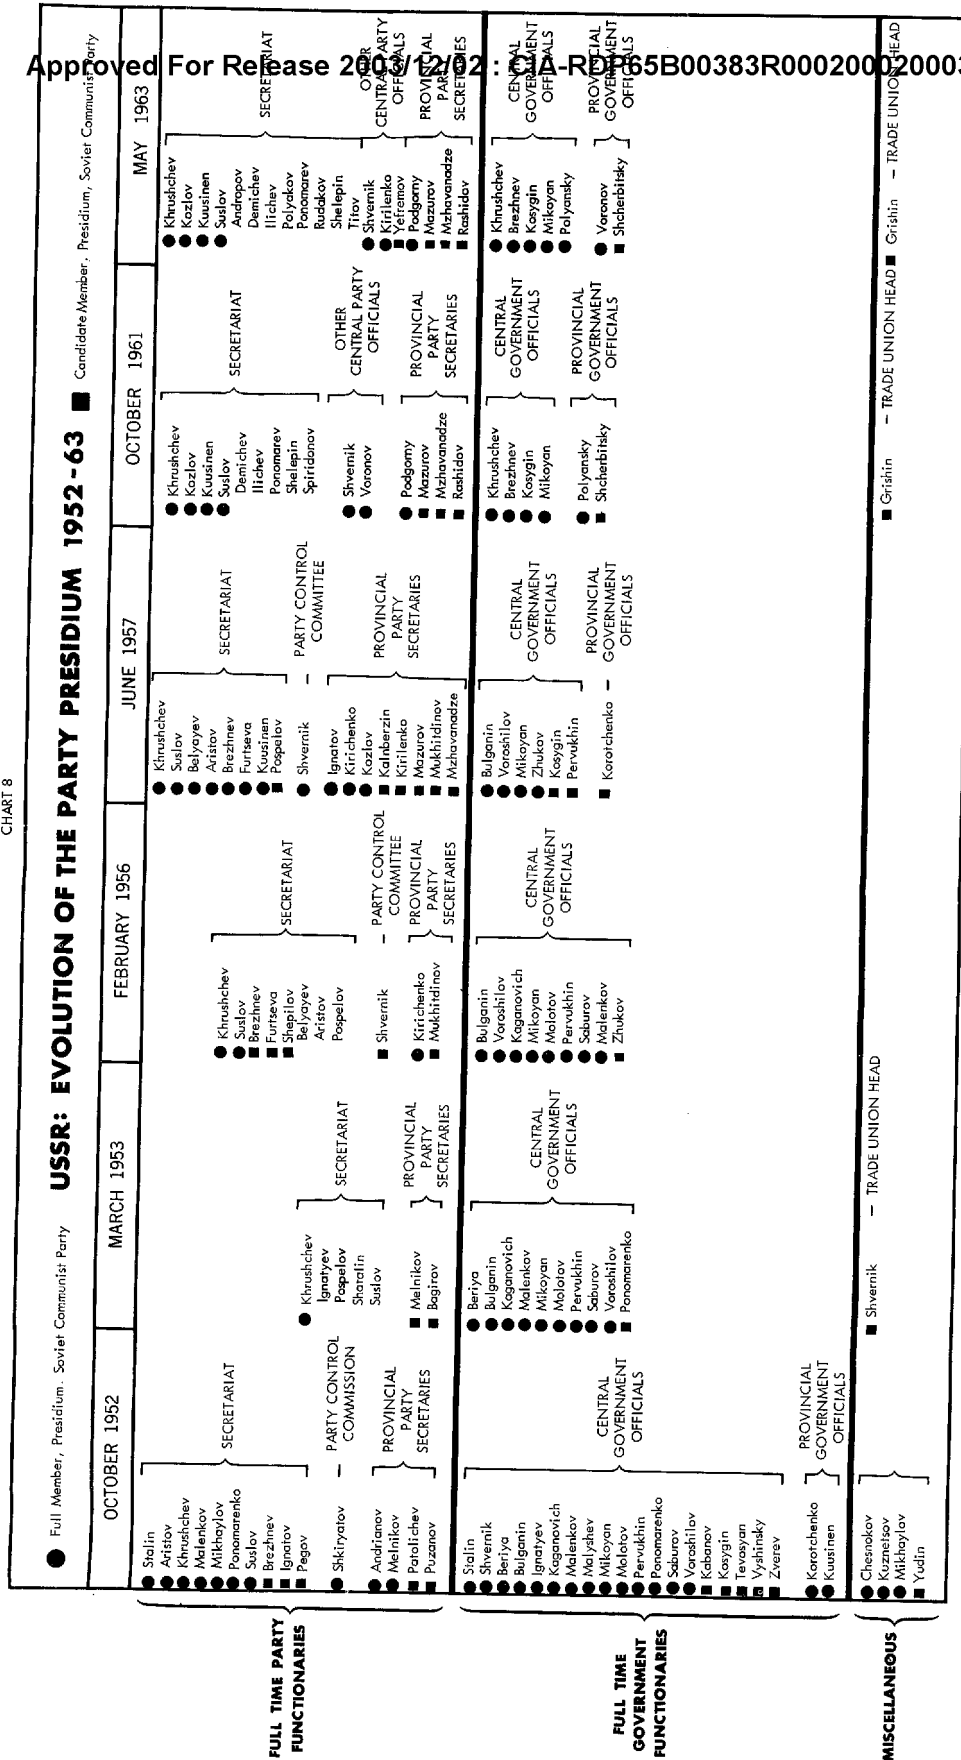 Approved For Release 2003/12/02 : CIA-RDP65B00383R0002000
CHART 8
USSR: EVOLUTION OF THE PARTY PRESIDIUM 1952-63
● Full Member, Presidium. Soviet Communist Party
■ Candidate Member, Presidium, Soviet Communist Party
OCTOBER 1952
MARCH 1953
FEBRUARY 1956
JUNE 1957
OCTOBER 1961
MAY 1963
FULL TIME PARTY
FUNCTIONARIES
● Stalin
● Aristov
● Khrushchev
● Malenkov
● Mikhaylov
● Ponomarenko
● Suslov
■ Brezhnev
■ Ignatov
■ Pegov
SECRETARIAT
● Shkiryatov
— PARTY CONTROL
COMMISSION
● Andrianov
● Melnikov
■ Patolichev
■ Puzanov
PROVINCIAL
PARTY
SECRETARIES
● Khrushchev
Ignatyev
Pospelov
Shatalin
Suslov
SECRETARIAT
■ Melnikov
■ Bagirov
PROVINCIAL
PARTY
SECRETARIES
● Khrushchev
● Suslov
■ Brezhnev
■ Furtseva
■ Shepilov
Belyayev
Aristov
Pospelov
SECRETARIAT
■ Shvernik
— PARTY CONTROL
COMMITTEE
● Kirichenko
■ Mukhitdinov
PROVINCIAL
PARTY
SECRETARIES
● Khrushchev
● Suslov
● Belyayev
● Aristov
● Brezhnev
● Furtseva
● Kuusinen
■ Pospelov
SECRETARIAT
● Shvernik
— PARTY CONTROL
COMMITTEE
● Ignatov
● Kirichenko
● Kozlov
■ Kalnberzin
■ Kirilenko
■ Mazurov
■ Mukhitdinov
■ Mzhavanadze
PROVINCIAL
PARTY
SECRETARIES
● Khrushchev
● Kozlov
● Kuusinen
● Suslov
Demichev
Ilichev
Ponomarev
Shelepin
Spiridonov
SECRETARIAT
● Shvernik
● Voronov
OTHER
CENTRAL PARTY
OFFICIALS
● Podgorny
■ Mazurov
■ Mzhavanadze
■ Rashidov
PROVINCIAL
PARTY
SECRETARIES
● Khrushchev
● Kozlov
● Kuusinen
● Suslov
Andropov
Demichev
Ilichev
Polyakov
Ponomarev
Rudakov
Shelepin
Titov
SECRETARIAT
● Shvernik
● Kirilenko
■ Yefremov
OTHER
CENTRAL PARTY
OFFICIALS
● Podgorny
■ Mazurov
■ Mzhavanadze
■ Rashidov
PROVINCIAL
PARTY
SECRETARIES
FULL TIME
GOVERNMENT
FUNCTIONARIES
● Stalin
● Shvernik
● Beriya
● Bulganin
● Ignatyev
● Kaganovich
● Malenkov
● Malyshev
● Mikoyan
● Molotov
● Pervukhin
● Ponomarenko
● Saburov
● Voroshilov
■ Kabanov
■ Kosygin
■ Tevosyan
■ Vyshinsky
■ Zverev
CENTRAL
GOVERNMENT
OFFICIALS
● Korotchenko
● Kuusinen
PROVINCIAL
GOVERNMENT
OFFICIALS
● Beriya
● Bulganin
● Kaganovich
● Malenkov
● Mikoyan
● Molotov
● Pervukhin
● Saburov
● Voroshilov
■ Ponomarenko
CENTRAL
GOVERNMENT
OFFICIALS
● Bulganin
● Voroshilov
● Kaganovich
● Mikoyan
● Molotov
● Pervukhin
● Saburov
● Malenkov
■ Zhukov
CENTRAL
GOVERNMENT
OFFICIALS
● Bulganin
● Voroshilov
● Mikoyan
● Zhukov
■ Kosygin
■ Pervukhin
CENTRAL
GOVERNMENT
OFFICIALS
■ Korotchenko
— PROVINCIAL
GOVERNMENT
OFFICIALS
● Khrushchev
● Brezhnev
● Kosygin
● Mikoyan
CENTRAL
GOVERNMENT
OFFICIALS
● Polyansky
■ Shcherbitsky
PROVINCIAL
GOVERNMENT
OFFICIALS
● Khrushchev
● Brezhnev
● Kosygin
● Mikoyan
● Polyansky
CENTRAL
GOVERNMENT
OFFICIALS
● Voronov
■ Shcherbitsky
PROVINCIAL
GOVERNMENT
OFFICIALS
MISCELLANEOUS
● Chesnokov
● Kuznetsov
● Mikhaylov
■ Yudin
■ Shvernik — TRADE UNION HEAD
■ Grishin — TRADE UNION HEAD
■ Grishin — TRADE UNION HEAD